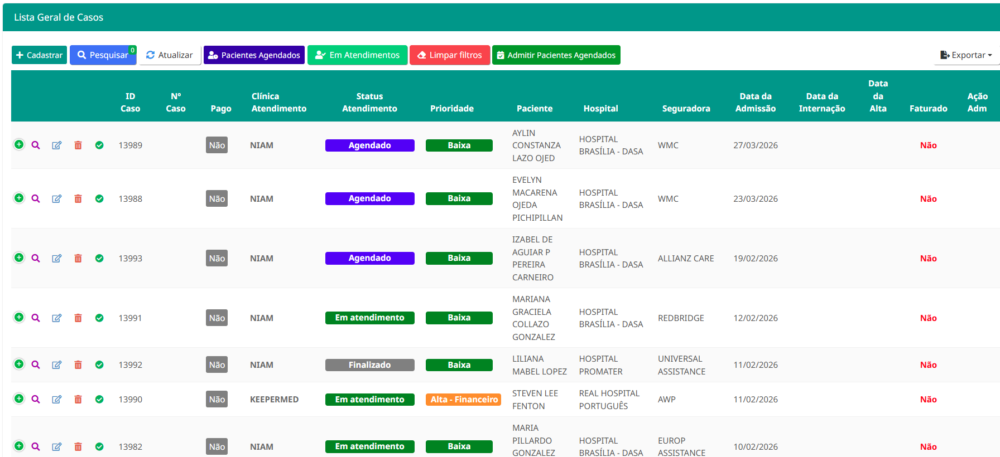 Lista Geral de Casos
Cadastrar Pesquisar 0 Atualizar Pacientes Agendados Em Atendimentos Limpar filtros Admitir Pacientes Agendados Exportar
ID Caso Nº Caso Pago Clínica Atendimento Status Atendimento Prioridade Paciente Hospital Seguradora Data da Admissão Data da Internação Data da Alta Faturado Ação Adm
13989 Não NIAM Agendado Baixa AYLIN CONSTANZA LAZO OJED HOSPITAL BRASÍLIA - DASA WMC 27/03/2026 Não
13988 Não NIAM Agendado Baixa EVELYN MACARENA OJEDA PICHIPILLAN HOSPITAL BRASÍLIA - DASA WMC 23/03/2026 Não
13993 Não NIAM Agendado Baixa IZABEL DE AGUIAR P PEREIRA CARNEIRO HOSPITAL BRASÍLIA - DASA ALLIANZ CARE 19/02/2026 Não
13991 Não NIAM Em atendimento Baixa MARIANA GRACIELA COLLAZO GONZALEZ HOSPITAL BRASÍLIA - DASA REDBRIDGE 12/02/2026 Não
13992 Não NIAM Finalizado Baixa LILIANA MABEL LOPEZ HOSPITAL PROMATER UNIVERSAL ASSISTANCE 11/02/2026 Não
13990 Não KEEPERMED Em atendimento Alta - Financeiro STEVEN LEE FENTON REAL HOSPITAL PORTUGUÊS AWP 11/02/2026 Não
13982 Não NIAM Em atendimento Baixa MARIA PILLARDO GONZALEZ HOSPITAL BRASÍLIA - DASA EUROP ASSISTANCE 10/02/2026 Não